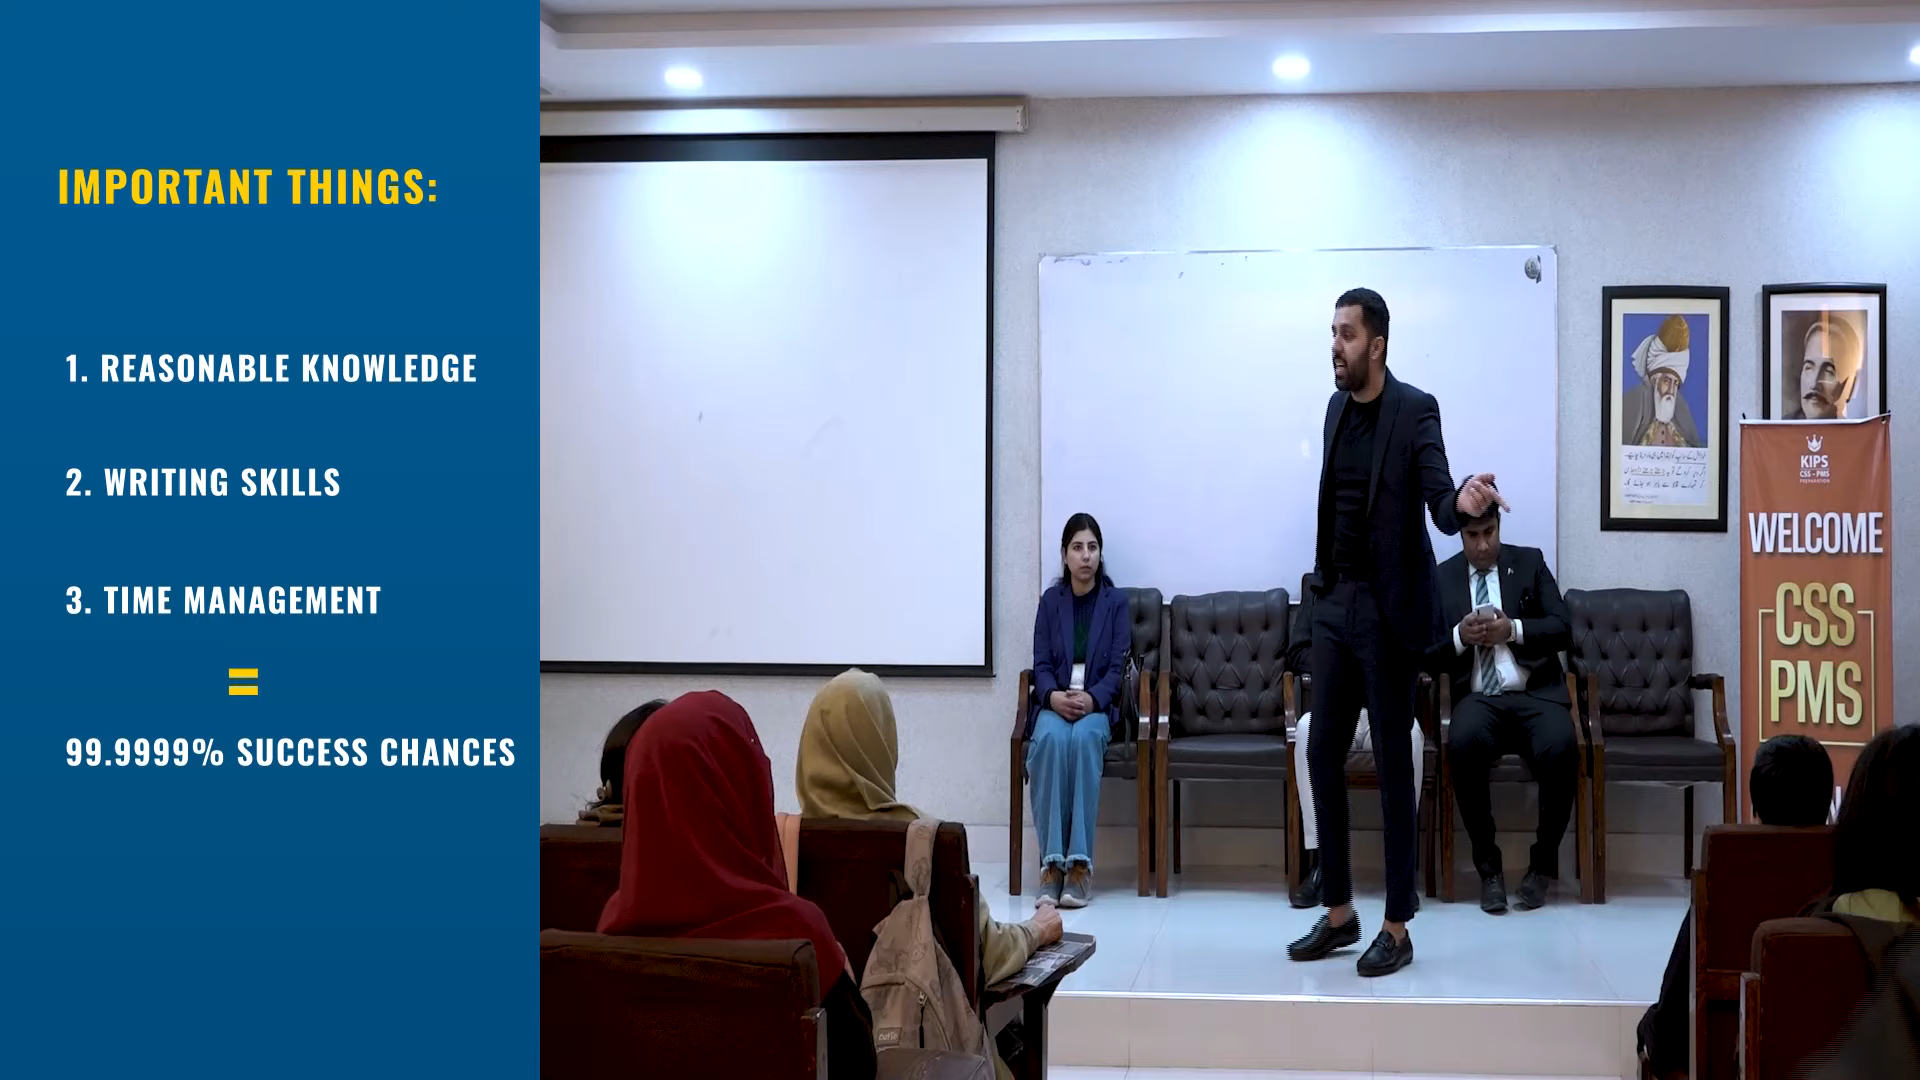 IMPORTANT THINGS:
1. REASONABLE KNOWLEDGE
2. WRITING SKILLS
3. TIME MANAGEMENT
=
99.9999% SUCCESS CHANCES
KIPS
CSS - PMS
PREPARATION
WELCOME
CSS
PMS